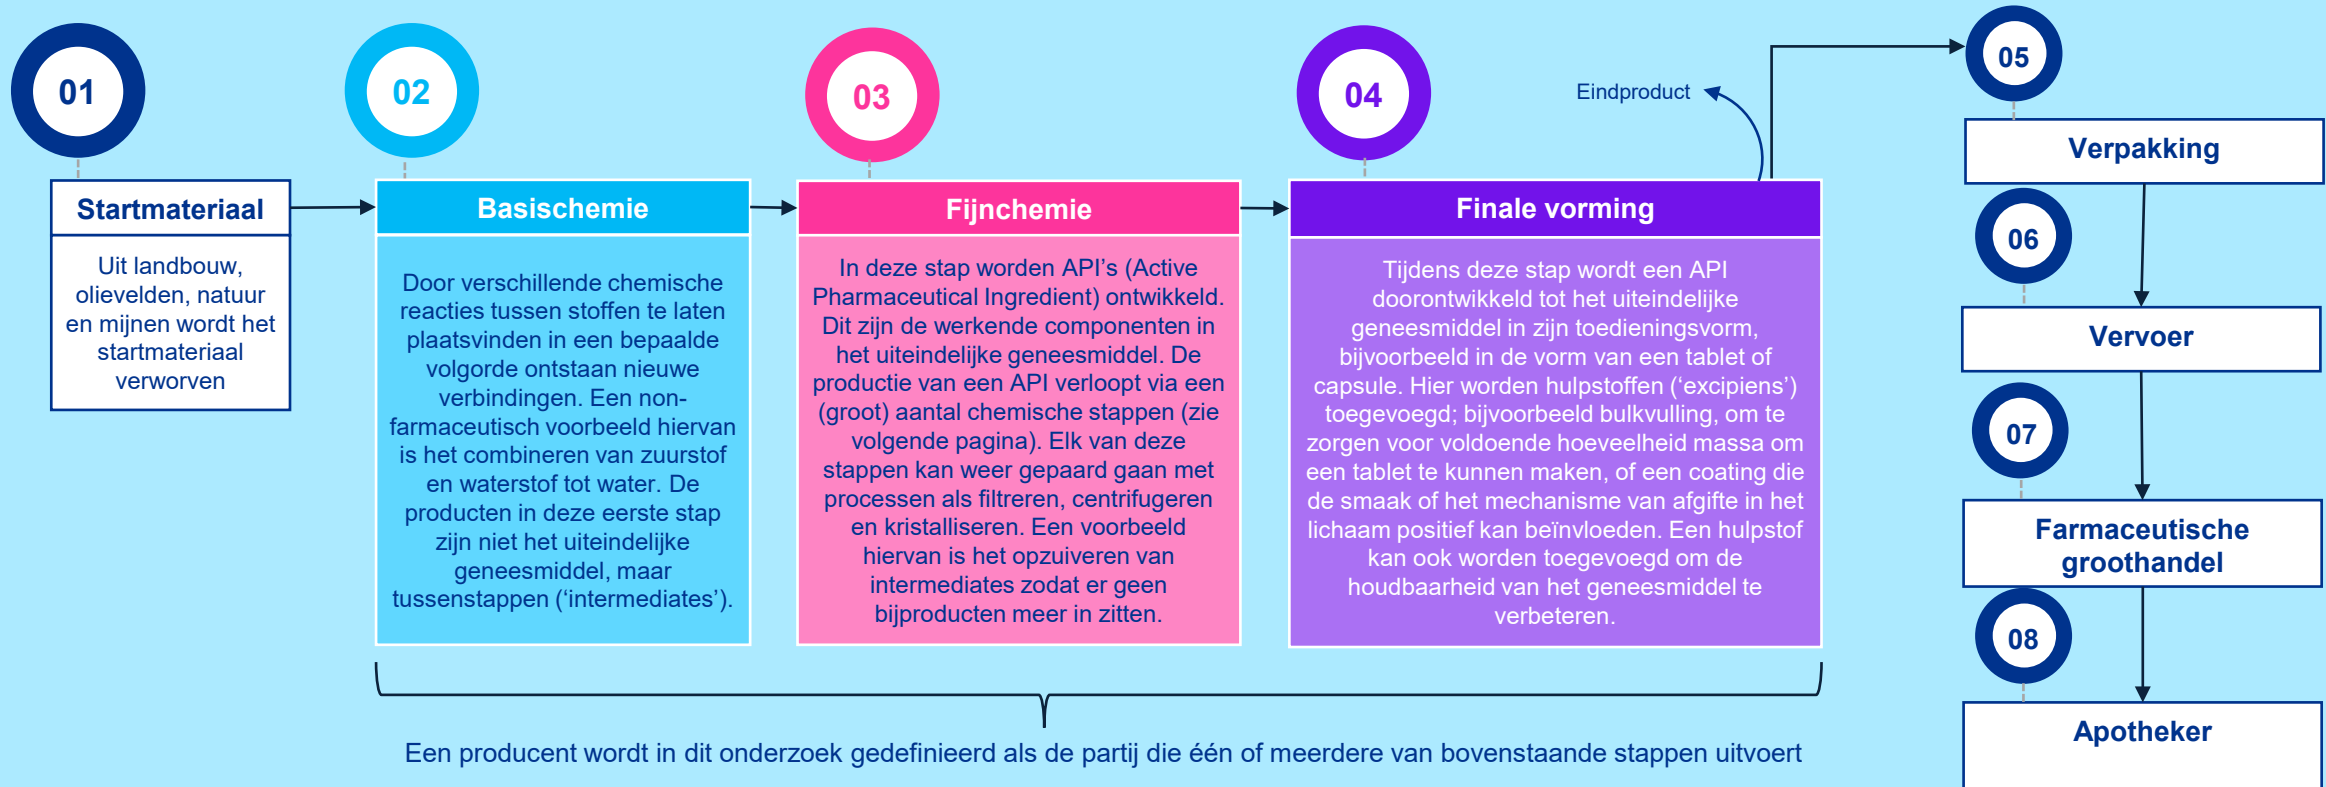 01
Startmateriaal
Uit landbouw,
olievelden, natuur
en mijnen wordt het
startmateriaal
verworven
02
Basischemie
Door verschillende chemische
reacties tussen stoffen te laten
plaatsvinden in een bepaalde
volgorde ontstaan nieuwe
verbindingen. Een non-
farmaceutisch voorbeeld hiervan
is het combineren van zuurstof
en waterstof tot water. De
producten in deze eerste stap
zijn niet het uiteindelijke
geneesmiddel, maar
tussenstappen (‘intermediates’).
03
Fijnchemie
In deze stap worden API’s (Active
Pharmaceutical Ingredient) ontwikkeld.
Dit zijn de werkende componenten in
het uiteindelijke geneesmiddel. De
productie van een API verloopt via een
(groot) aantal chemische stappen (zie
volgende pagina). Elk van deze
stappen kan weer gepaard gaan met
processen als filtreren, centrifugeren
en kristalliseren. Een voorbeeld
hiervan is het opzuiveren van
intermediates zodat er geen
bijproducten meer in zitten.
04
Finale vorming
Tijdens deze stap wordt een API
doorontwikkeld tot het uiteindelijke
geneesmiddel in zijn toedieningsvorm,
bijvoorbeeld in de vorm van een tablet of
capsule. Hier worden hulpstoffen (‘excipiens’)
toegevoegd; bijvoorbeeld bulkvulling, om te
zorgen voor voldoende hoeveelheid massa om
een tablet te kunnen maken, of een coating die
de smaak of het mechanisme van afgifte in het
lichaam positief kan beïnvloeden. Een hulpstof
kan ook worden toegevoegd om de
houdbaarheid van het geneesmiddel te
verbeteren.
Eindproduct
05
Verpakking
06
Vervoer
07
Farmaceutische
groothandel
08
Apotheker
Een producent wordt in dit onderzoek gedefinieerd als de partij die één of meerdere van bovenstaande stappen uitvoert